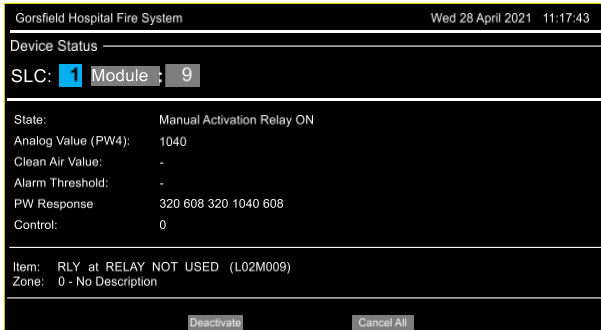 Gorsfield Hospital Fire System Wed 28 April 2021 11:17:43
Device Status
SLC: 1 Module : 9
State: Manual Activation Relay ON
Analog Value (PW4): 1040
Clean Air Value: -
Alarm Threshold: -
PW Response 320 608 320 1040 608
Control: 0
Item: RLY at RELAY NOT USED (L02M009)
Zone: 0 - No Description
Deactivate Cancel All